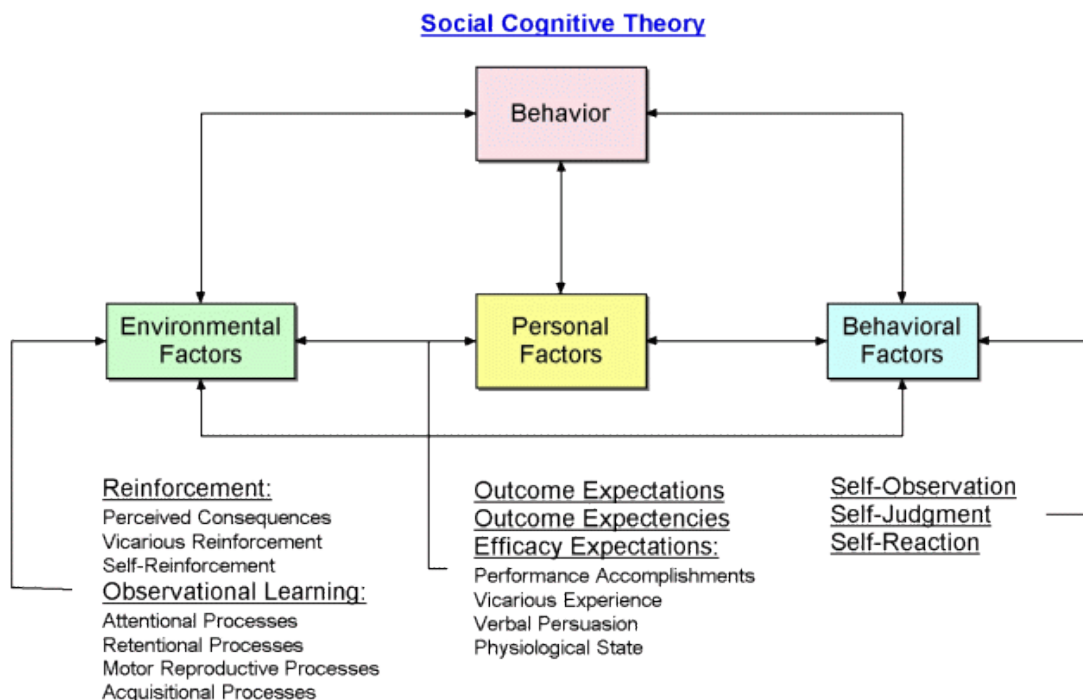 Social Cognitive Theory
Behavior
Environmental
Factors
Personal
Factors
Behavioral
Factors
Reinforcement:
Perceived Consequences
Vicarious Reinforcement
Self-Reinforcement
Observational Learning:
Attentional Processes
Retentional Processes
Motor Reproductive Processes
Acquisitional Processes
Outcome Expectations
Outcome Expectencies
Efficacy Expectations:
Performance Accomplishments
Vicarious Experience
Verbal Persuasion
Physiological State
Self-Observation
Self-Judgment
Self-Reaction